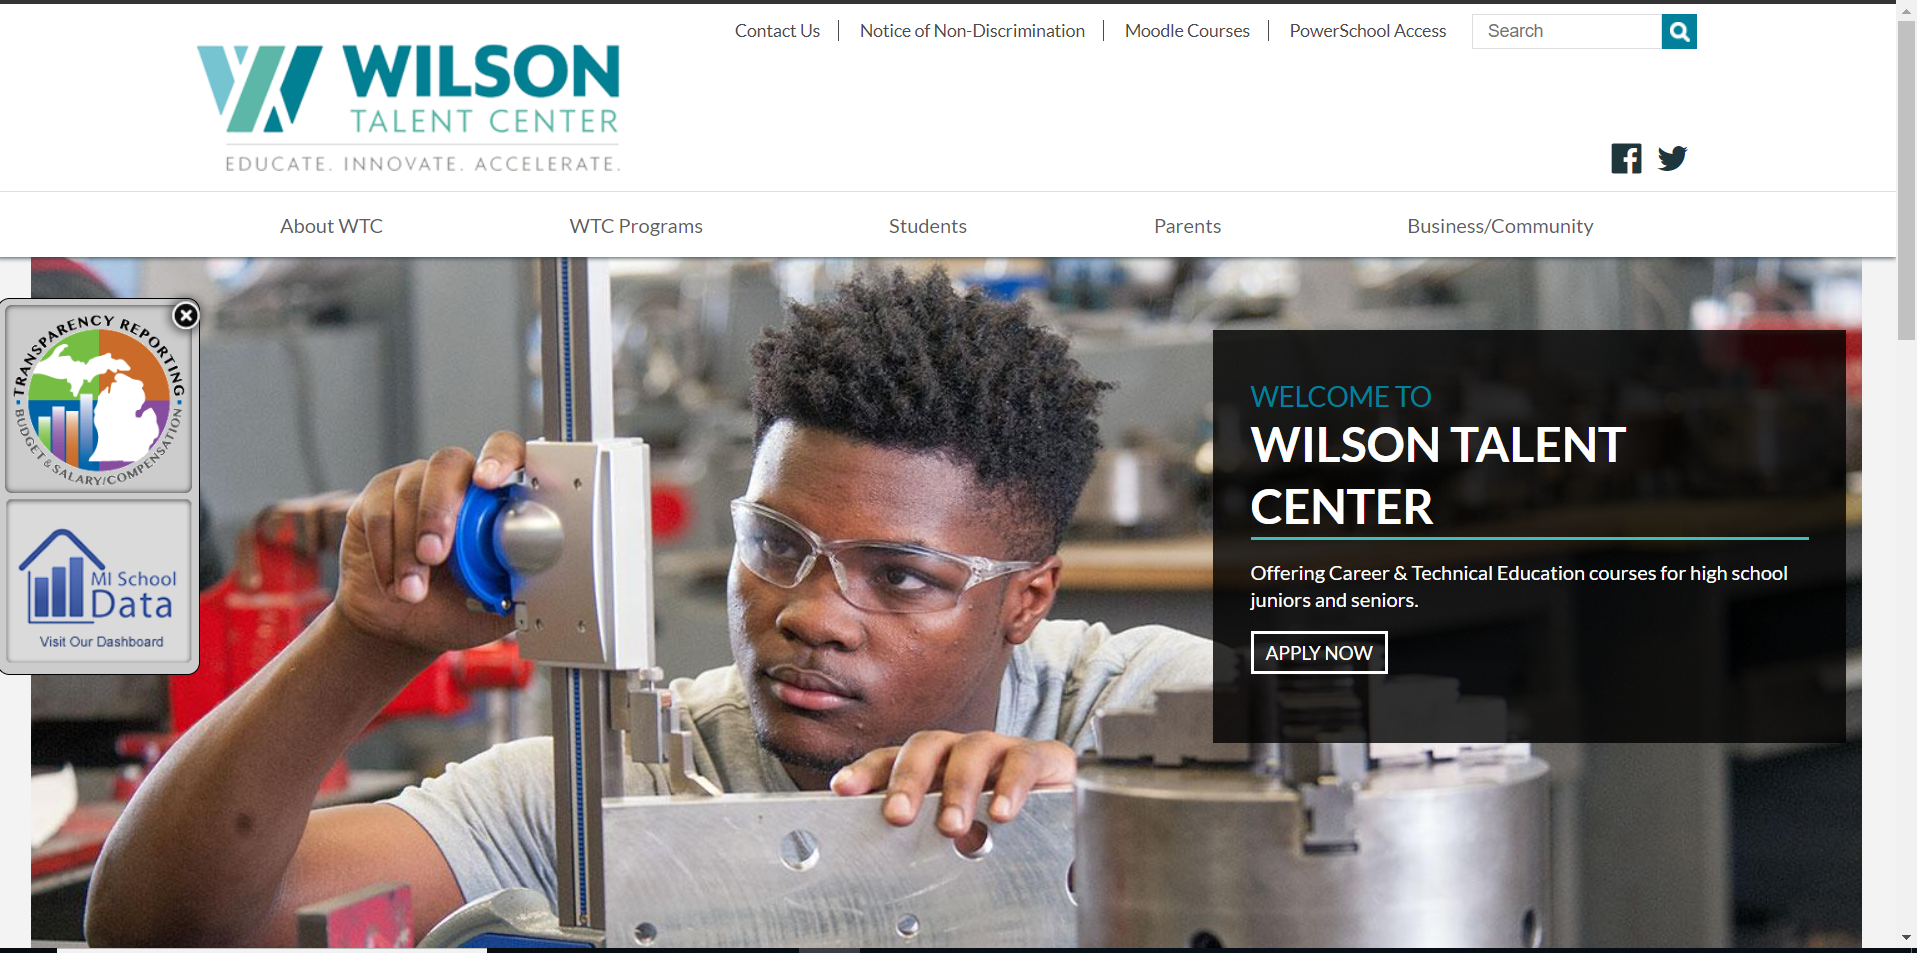 Contact Us
Notice of Non-Discrimination
Moodle Courses
PowerSchool Access
Search
WILSON
TALENT CENTER
EDUCATE. INNOVATE. ACCELERATE.
About WTC
WTC Programs
Students
Parents
Business/Community
TRANSPARENCY REPORTING
BUDGET & SALARY/COMPENSATION
MI School
Data
Visit Our Dashboard
WELCOME TO
WILSON TALENT
CENTER
Offering Career & Technical Education courses for high school
juniors and seniors.
APPLY NOW